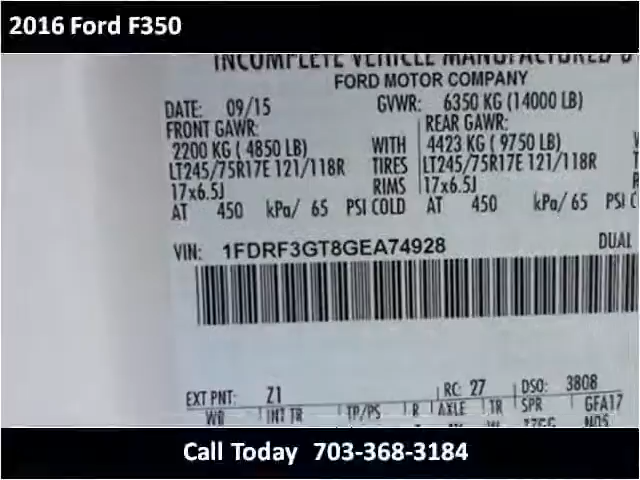 2016 Ford F350
INCOMPLETE VEHICLE MANUFACTURED
FORD MOTOR COMPANY
DATE: 09/15 GVWR: 6350 KG (14000 LB)
FRONT GAWR: REAR GAWR:
2200 KG ( 4850 LB) WITH 4423 KG ( 9750 LB)
LT245/75R17E 121/118R TIRES LT245/75R17E 121/118R
17x6.5J RIMS 17x6.5J
AT 450 kPa/ 65 PSI COLD AT 450 kPa/ 65 PSI C
VIN: 1FDRF3GT8GEA74928 DUAL
EXT PNT: Z1 RC: 27 DSO: 3808
WB INT TR TP/PS R AXLE TR SPR GFA17
Call Today 703-368-3184